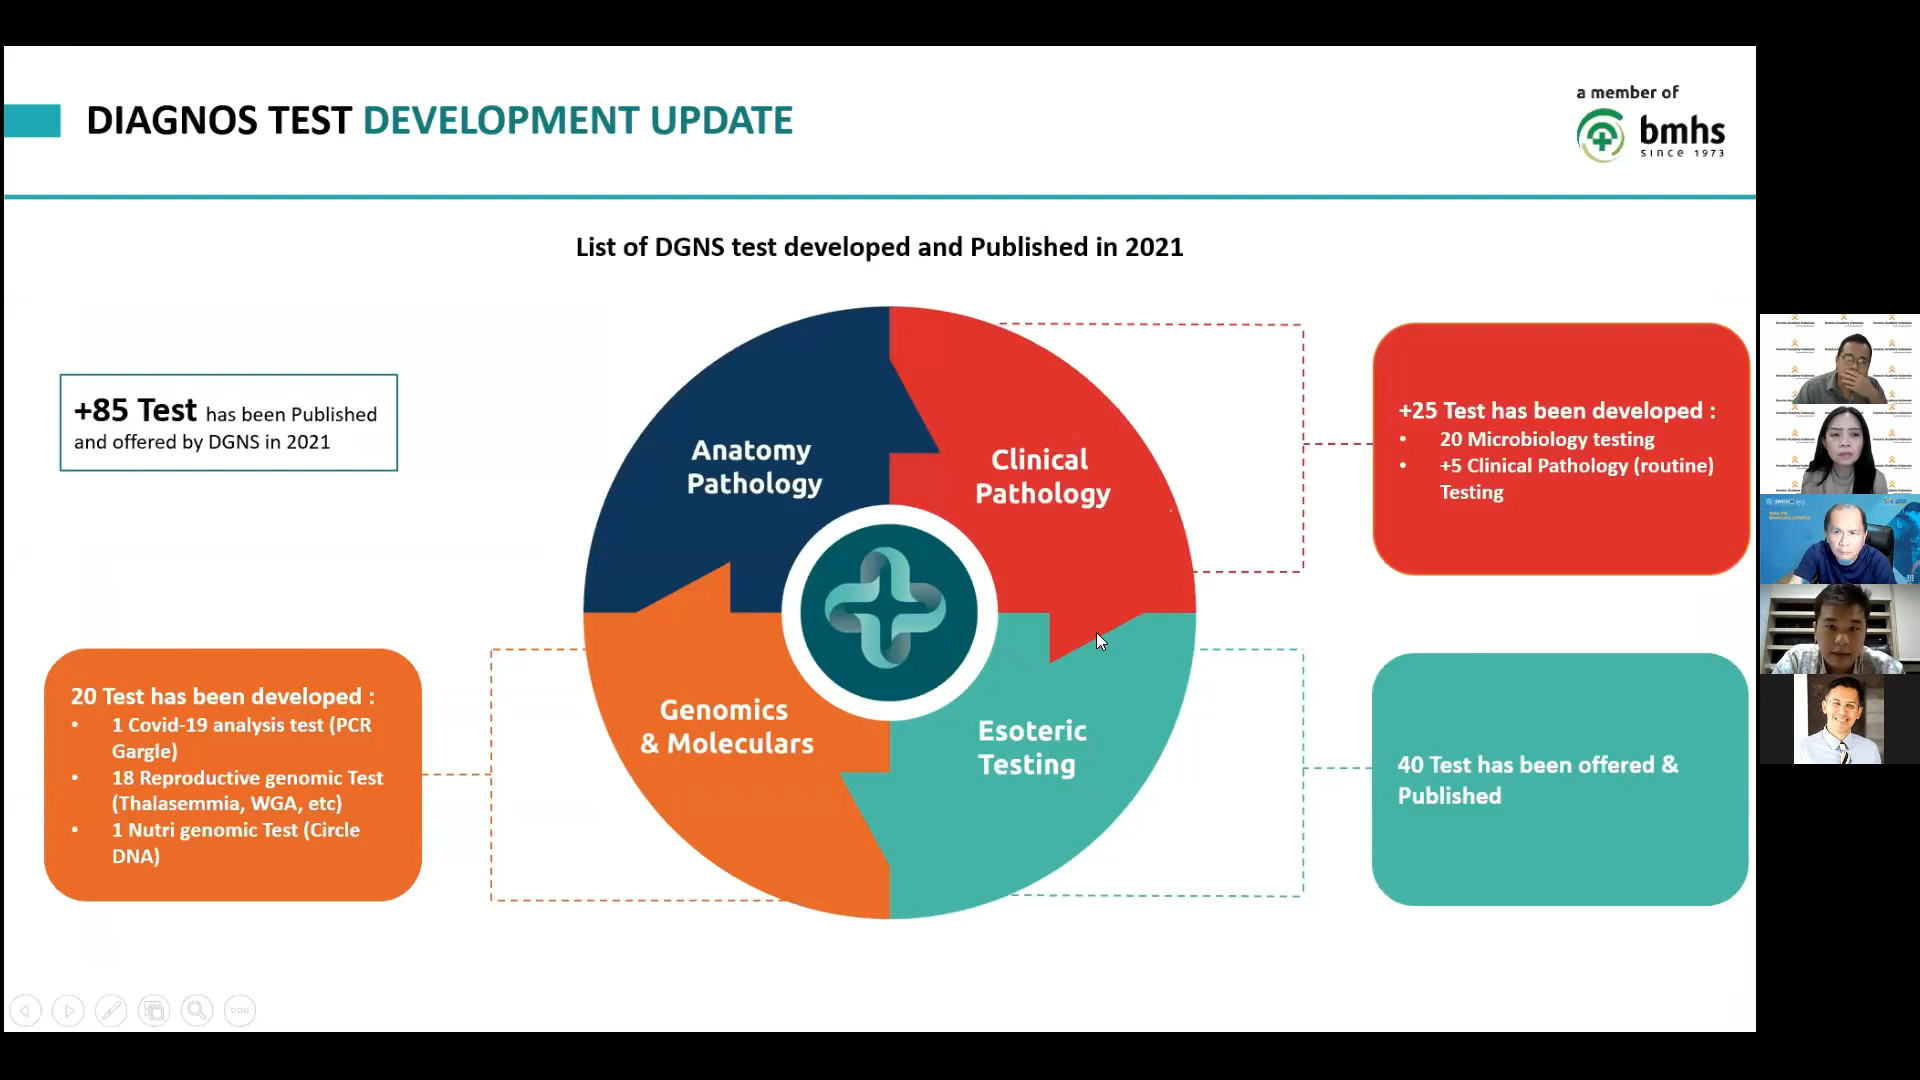 DIAGNOS TEST DEVELOPMENT UPDATE
a member of
bmhs
SINCE 1973
List of DGNS test developed and Published in 2021
+85 Test has been Published
and offered by DGNS in 2021
Anatomy
Pathology
Clinical
Pathology
+25 Test has been developed :
• 20 Microbiology testing
• +5 Clinical Pathology (routine)
Testing
20 Test has been developed :
• 1 Covid-19 analysis test (PCR
Gargle)
• 18 Reproductive genomic Test
(Thalasemmia, WGA, etc)
• 1 Nutri genomic Test (Circle
DNA)
Genomics
& Moleculars
Esoteric
Testing
40 Test has been offered &
Published